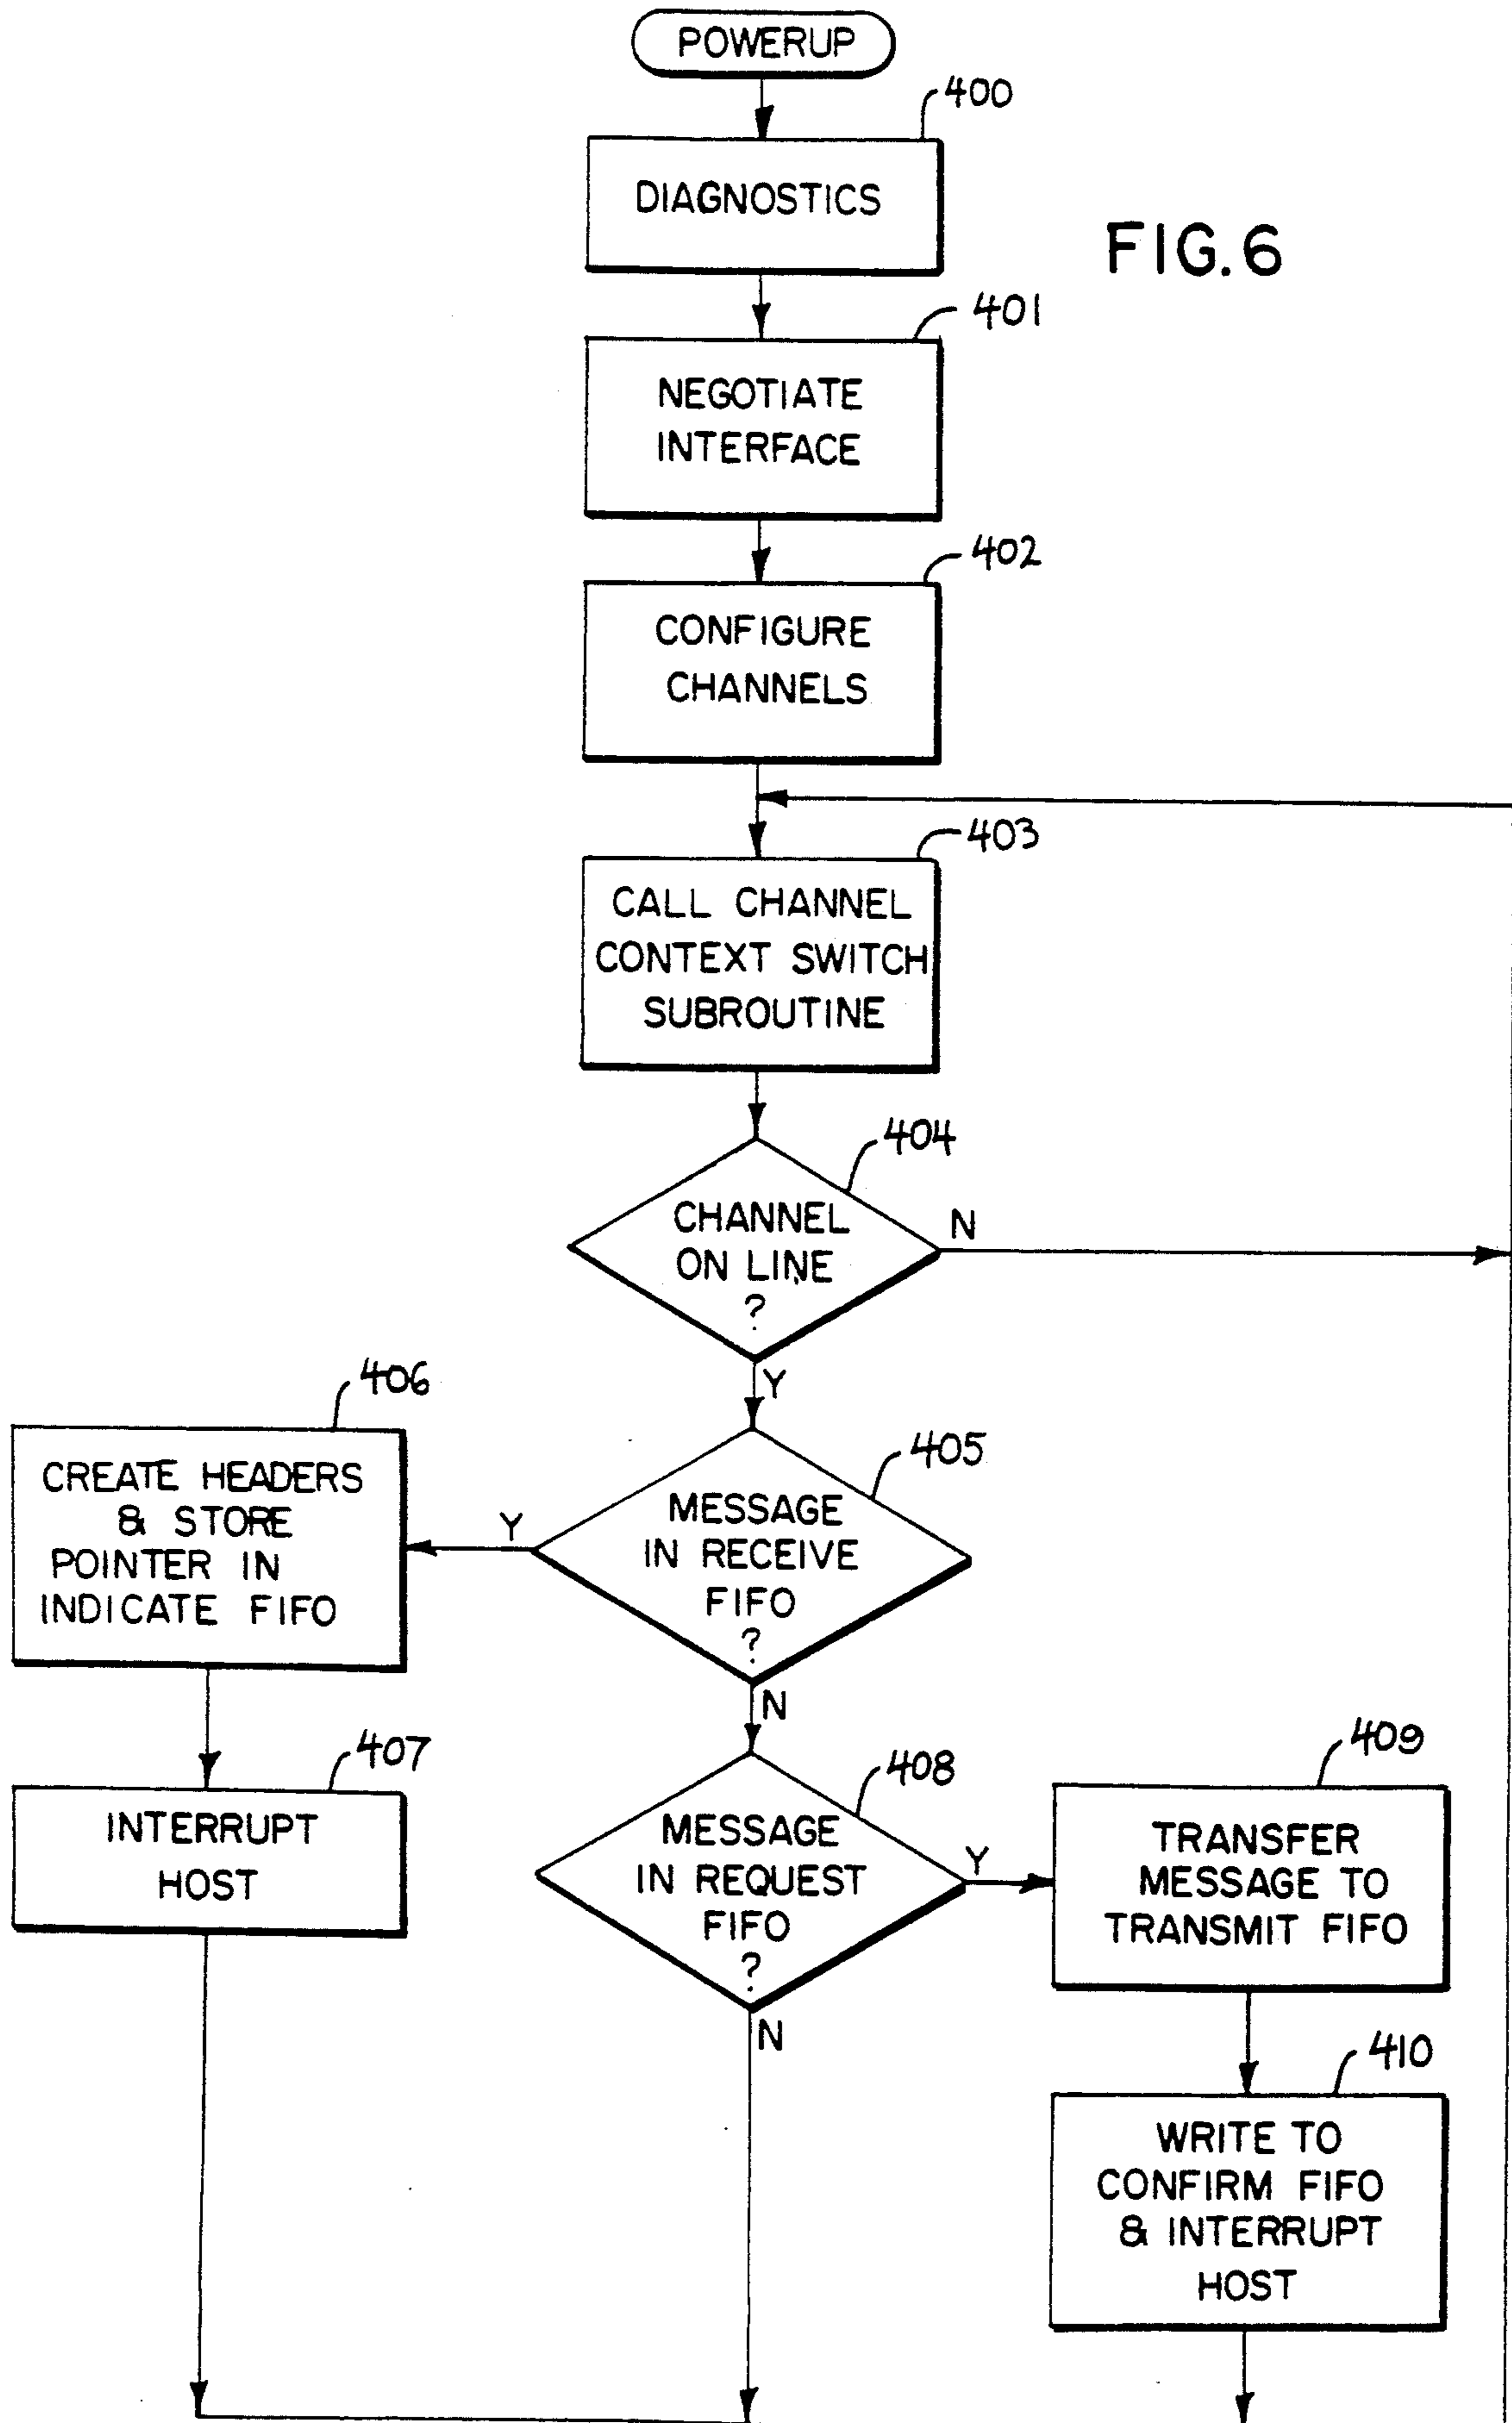 POWERUP
400
DIAGNOSTICS
FIG.6
401
NEGOTIATE
INTERFACE
402
CONFIGURE
CHANNELS
403
CALL CHANNEL
CONTEXT SWITCH
SUBROUTINE
404
CHANNEL
ON LINE
?
N
Y
406
CREATE HEADERS
& STORE
POINTER IN
INDICATE FIFO
405
MESSAGE
IN RECEIVE
FIFO
?
Y
N
407
INTERRUPT
HOST
408
MESSAGE
IN REQUEST
FIFO
?
Y
N
409
TRANSFER
MESSAGE TO
TRANSMIT FIFO
410
WRITE TO
CONFIRM FIFO
& INTERRUPT
HOST